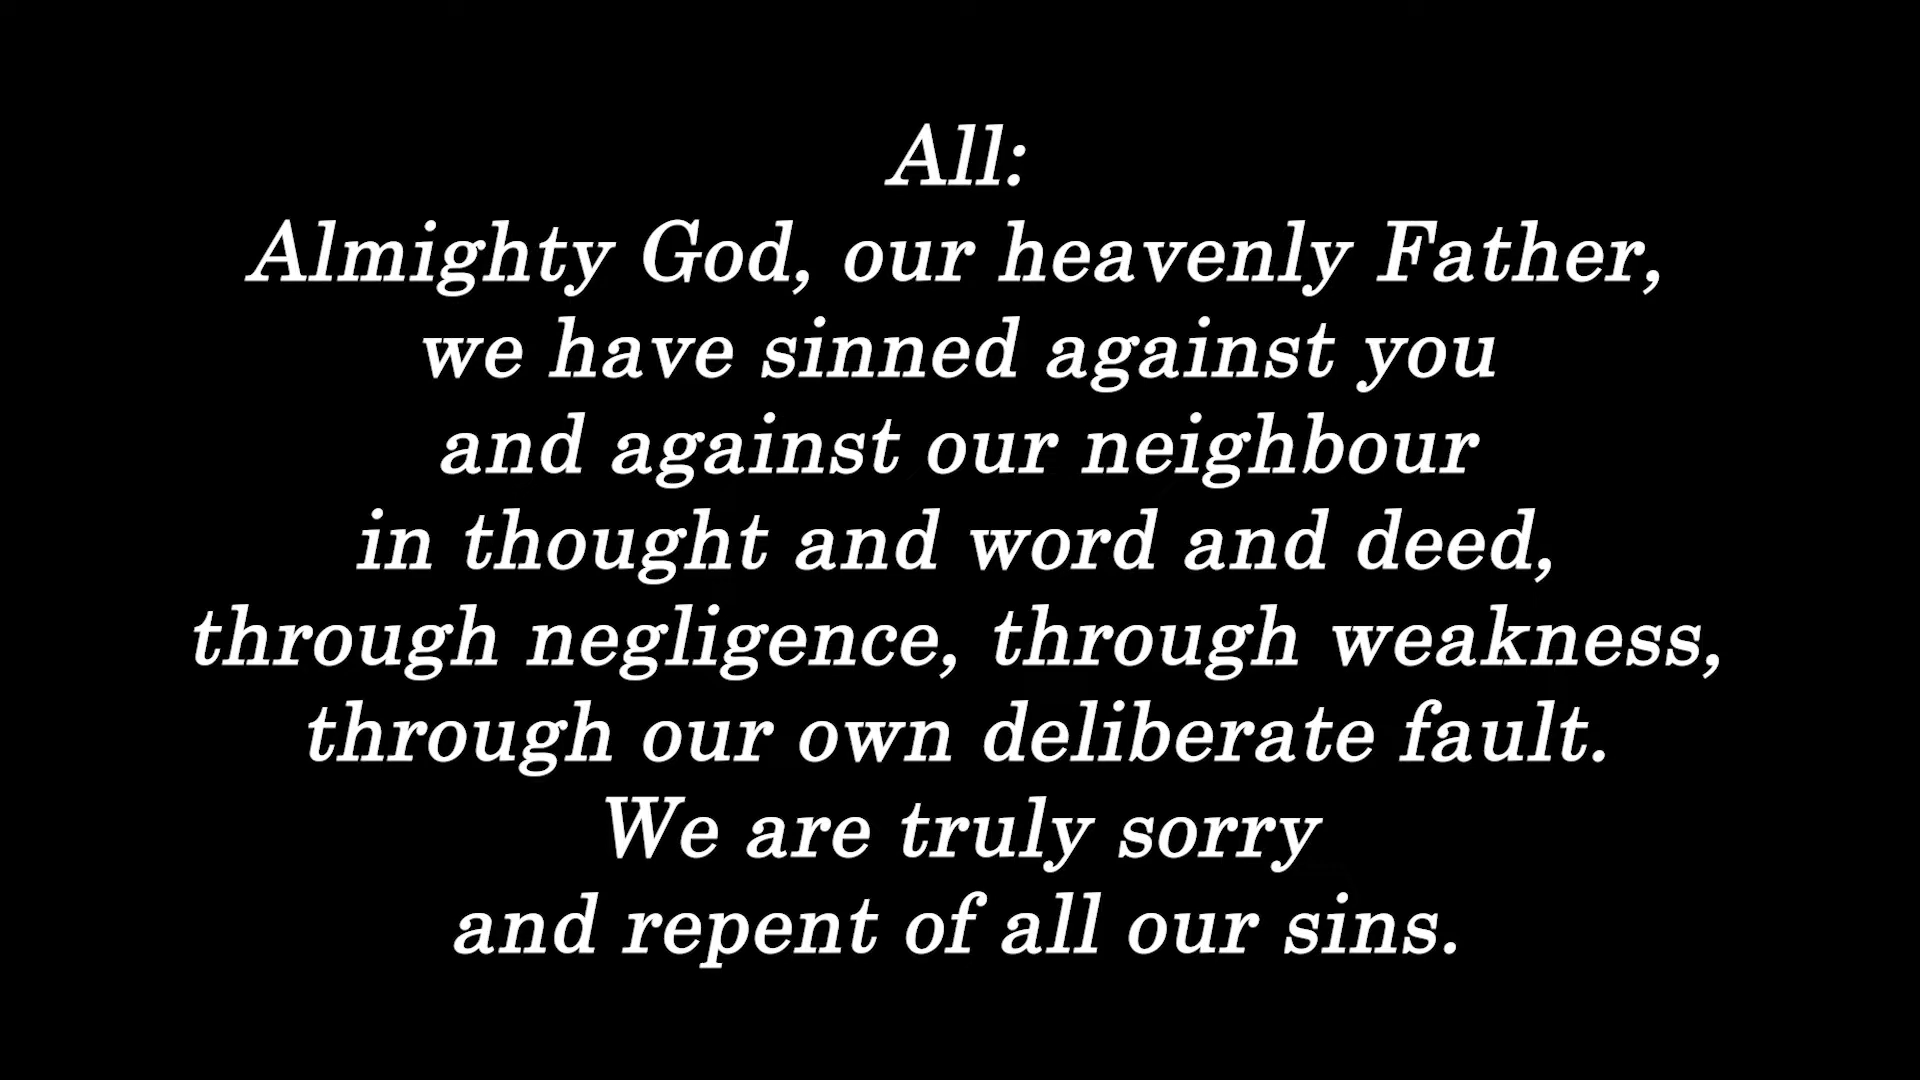 All:
Almighty God, our heavenly Father,
we have sinned against you
and against our neighbour
in thought and word and deed,
through negligence, through weakness,
through our own deliberate fault.
We are truly sorry
and repent of all our sins.